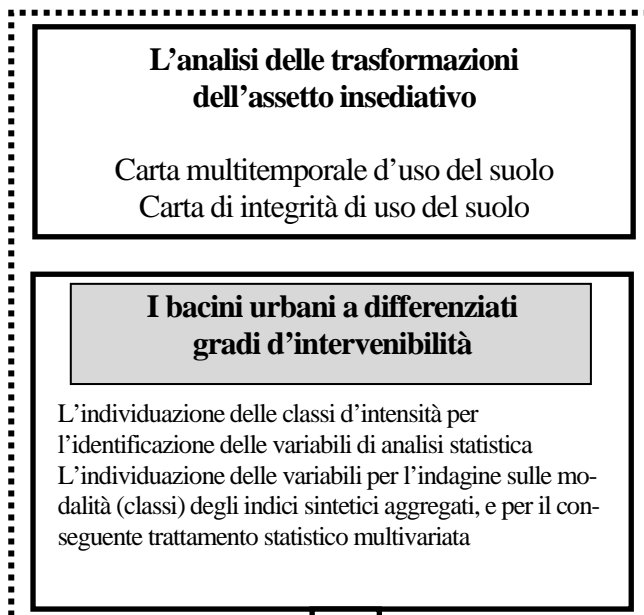 L’analisi delle trasformazioni
dell’assetto insediativo
Carta multitemporale d’uso del suolo
Carta di integrità di uso del suolo
I bacini urbani a differenziati
gradi d’intervenibilità
L’individuazione delle classi d’intensità per
l’identificazione delle variabili di analisi statistica
L’individuazione delle variabili per l’indagine sulle mo-
dalità (classi) degli indici sintetici aggregati, e per il con-
seguente trattamento statistico multivariata